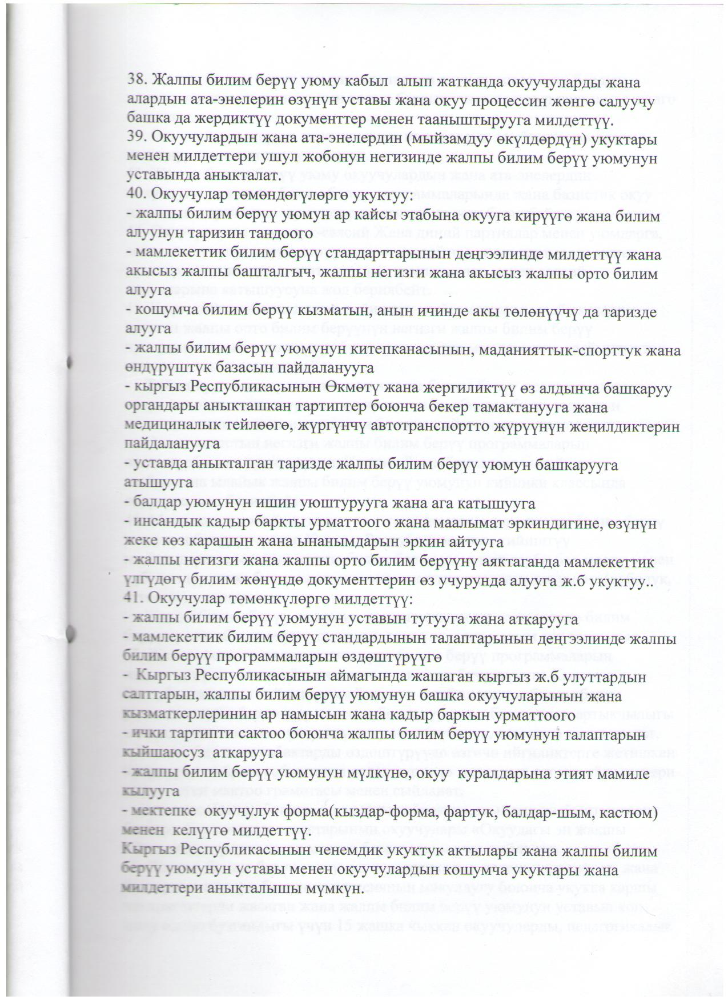 38. Жалпы билим берүү уюму кабыл  алып жатканда окуучуларды жана
алардын ата-энелерин өзүнүн уставы жана окуу процессин жөнгө салуучу
башка да жердиктүү документтер менен тааныштырууга милдеттүү.
39. Окуучулардын жана ата-энелердин (мыйзамдуу өкүлдөрдүн) укуктары
менен милдеттери ушул жобонун негизинде жалпы билим берүү уюмунун
уставында аныкталат.
40. Окуучулар төмөндөгүлөргө укуктуу:
- жалпы билим берүү уюмун ар кайсы этабына окууга кирүүгө жана билим
алуунун таризин тандоого
- мамлекеттик билим берүү стандарттарынын деңгээлинде милдеттүү жана
акысыз жалпы башталгыч, жалпы негизги жана акысыз жалпы орто билим
алууга
- кошумча билим берүү кызматын, анын ичинде акы төлөнүүчү да таризде
алууга
- жалпы билим берүү уюмунун китепканасынын, маданияттык-спорттук жана
өндүрүштүк базасын пайдаланууга
- кыргыз Республикасынын Өкмөтү жана жергиликтүү өз алдынча башкаруу
органдары аныкташкан тартиптер боюнча бекер тамактанууга жана
медициналык тейлөөгө, жүргүнчү автотранспортто жүрүүнүн жеңилдиктерин
пайдаланууга
- уставда аныкталган таризде жалпы билим берүү уюмун башкарууга
атышууга
- балдар уюмунун ишин уюштурууга жана ага катышууга
- инсандык кадыр баркты урматтоого жана маалымат эркиндигине, өзүнүн
жеке көз карашын жана ынанымдарын эркин айтууга
- жалпы негизги жана жалпы орто билим берүүнү аяктаганда мамлекеттик
үлгүдөгү билим жөнүндө документтерин өз учурунда алууга ж.б укуктуу..
41. Окуучулар төмөнкүлөргө милдеттүү:
- жалпы билим берүү уюмунун уставын тутууга жана аткарууга
- мамлекеттик билим берүү стандардынын талаптарынын деңгээлинде жалпы
билим берүү программаларын өздөштүрүүгө
-  Кыргыз Республикасынын аймагында жашаган кыргыз ж.б улуттардын
салттарын, жалпы билим берүү уюмунун башка окуучуларынын жана
кызматкерлеринин ар намысын жана кадыр баркын урматтоого
- ички тартипти сактоо боюнча жалпы билим берүү уюмунун талаптарын
кыйшаюсуз  аткарууга
- жалпы билим берүү уюмунун мүлкүнө, окуу  куралдарына этият мамиле
кылууга
- мектепке  окуучулук форма(кыздар-форма, фартук, балдар-шым, кастюм)
менен  келүүгө милдеттүү.
Кыргыз Республикасынын ченемдик укуктук актылары жана жалпы билим
берүү уюмунун уставы менен окуучулардын кошумча укуктары жана
милдеттери аныкталышы мүмкүн.